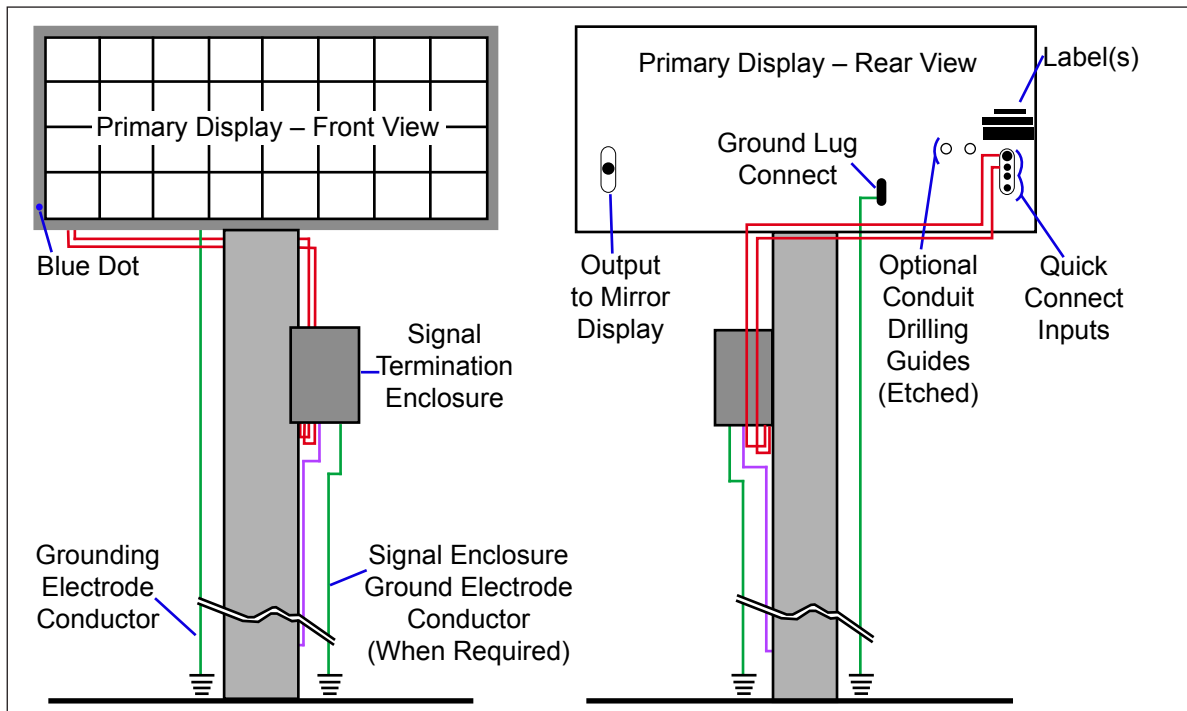 Primary Display – Front View
Blue Dot
Signal
Termination
Enclosure
Grounding
Electrode
Conductor
Signal Enclosure
Ground Electrode
Conductor
(When Required)
Primary Display – Rear View
Label(s)
Ground Lug
Connect
Output
to Mirror
Display
Optional
Conduit
Drilling
Guides
(Etched)
Quick
Connect
Inputs